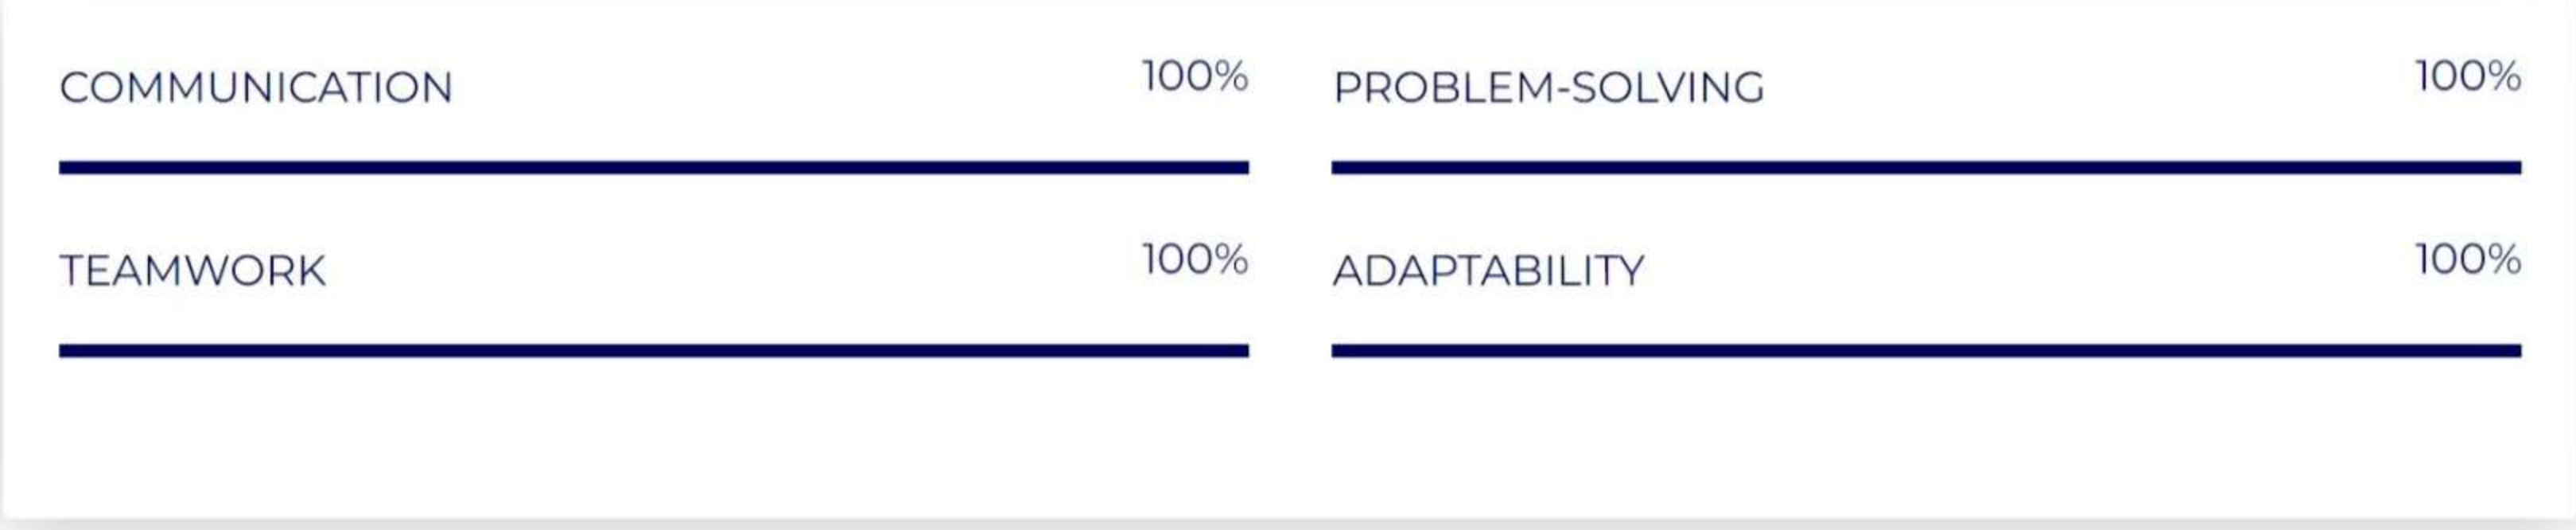 COMMUNICATION 100%
PROBLEM-SOLVING 100%
TEAMWORK 100%
ADAPTABILITY 100%